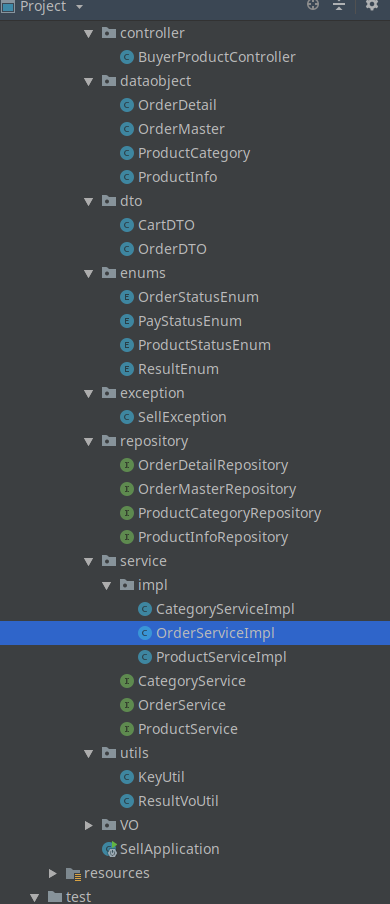 Project
controller
BuyerProductController
dataobject
OrderDetail
OrderMaster
ProductCategory
ProductInfo
dto
CartDTO
OrderDTO
enums
OrderStatusEnum
PayStatusEnum
ProductStatusEnum
ResultEnum
exception
SellException
repository
OrderDetailRepository
OrderMasterRepository
ProductCategoryRepository
ProductInfoRepository
service
impl
CategoryServiceImpl
OrderServiceImpl
ProductServiceImpl
CategoryService
OrderService
ProductService
utils
KeyUtil
ResultVoUtil
VO
SellApplication
resources
test